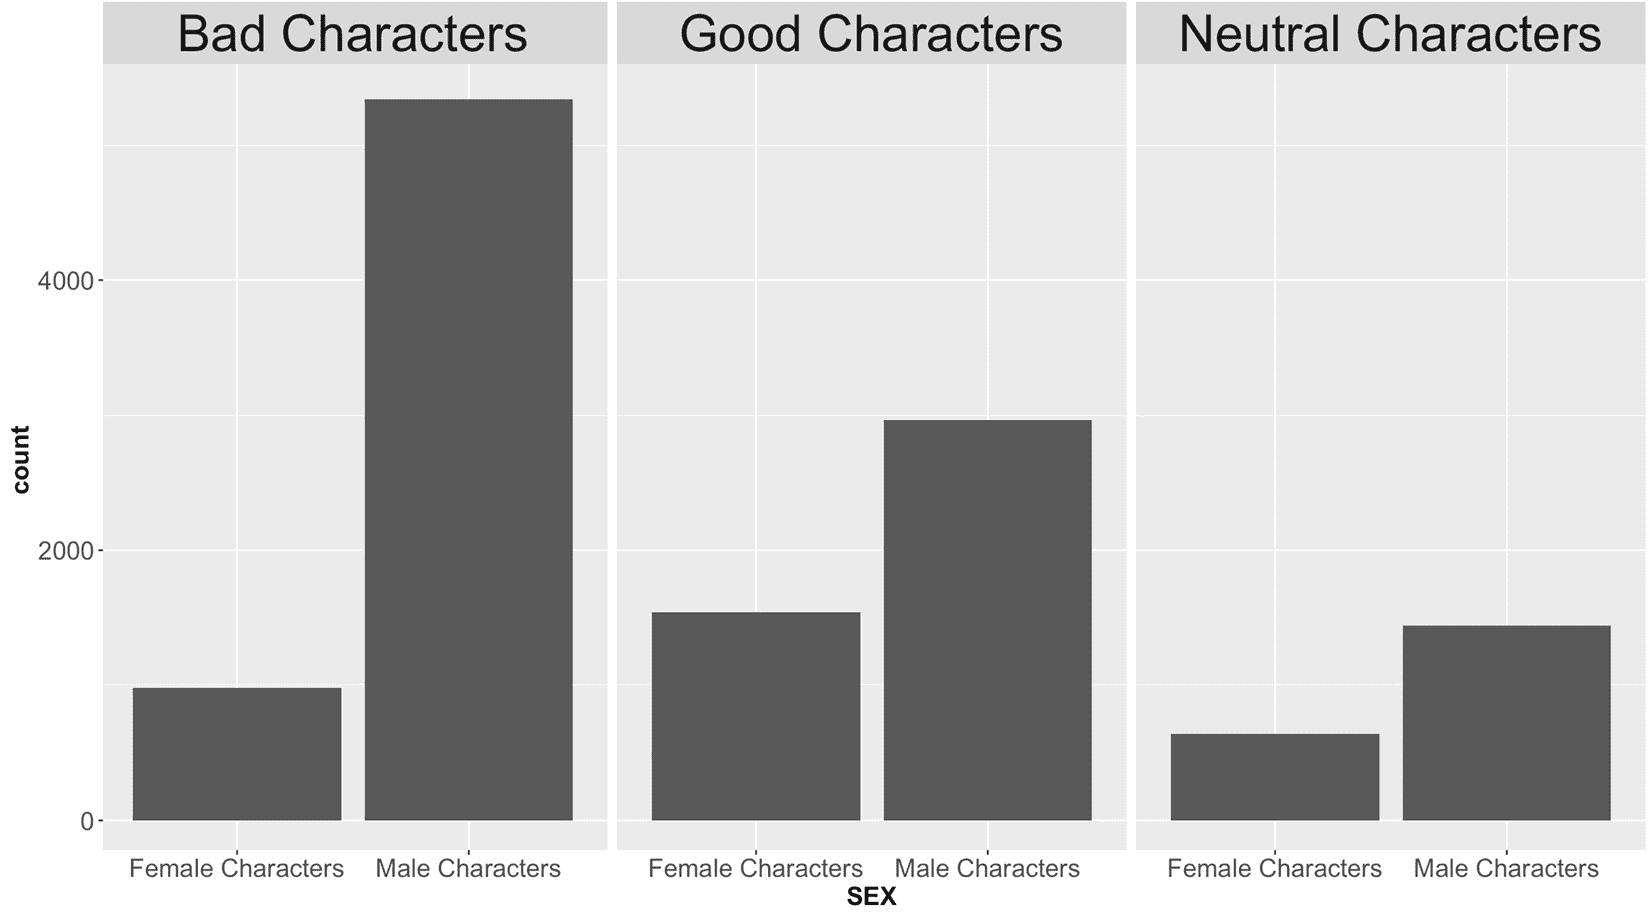 Bad Characters
Good Characters
Neutral Characters
count
4000
2000
0
Female Characters
Male Characters
Female Characters
Male Characters
Female Characters
Male Characters
SEX